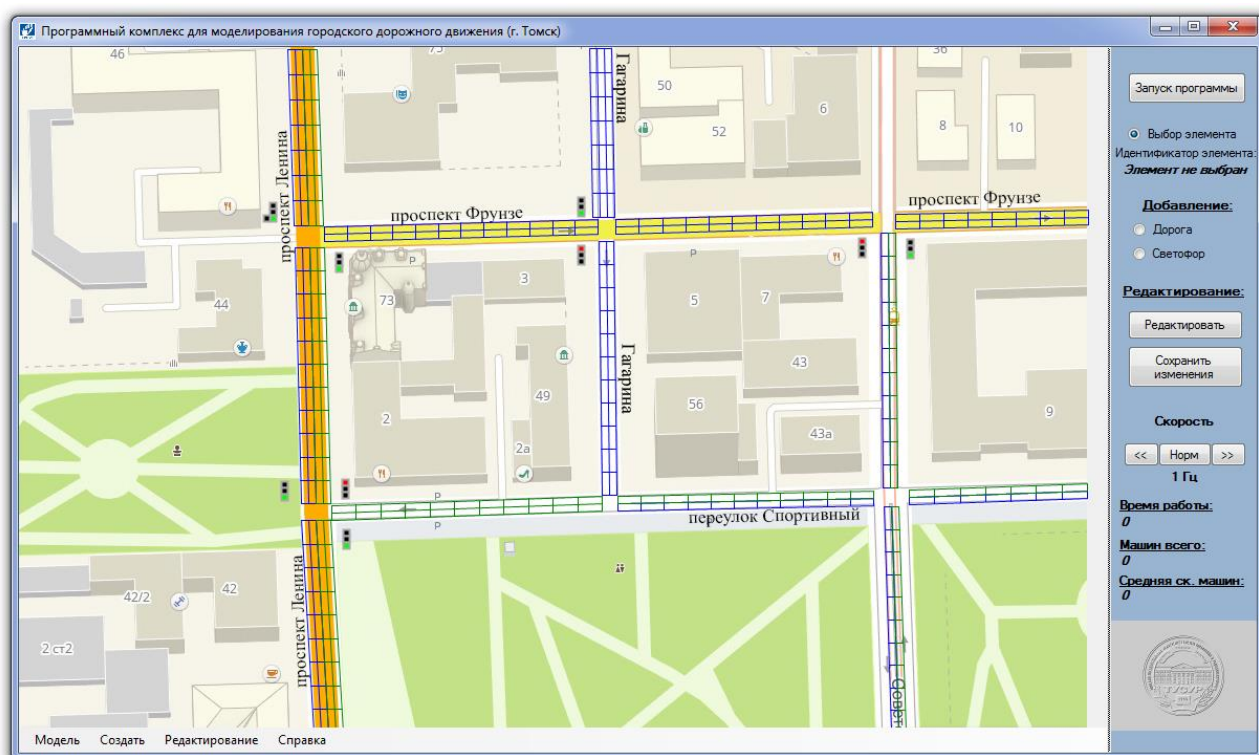 Программный комплекс для моделирования городского дорожного движения (г. Томск)
46
75
Гагарина
50
52
6
36
8
10
проспект Ленина
проспект Фрунзе
проспект Фрунзе
P
P
73
3
5
7
44
Гагарина
43
2
49
2а
56
43а
9
P
P
переулок Спортивный
проспект Ленина
42/2
42
2 ст2
Модель Создать Редактирование Справка
Запуск программы
Выбор элемента
Идентификатор элемента:
Элемент не выбран
Добавление:
Дорога
Светофор
Редактирование:
Редактировать
Сохранить
изменения
Скорость
<< Норм >>
1 Гц
Время работы:
0
Машин всего:
0
Средняя ск. машин:
0
ТУСУР